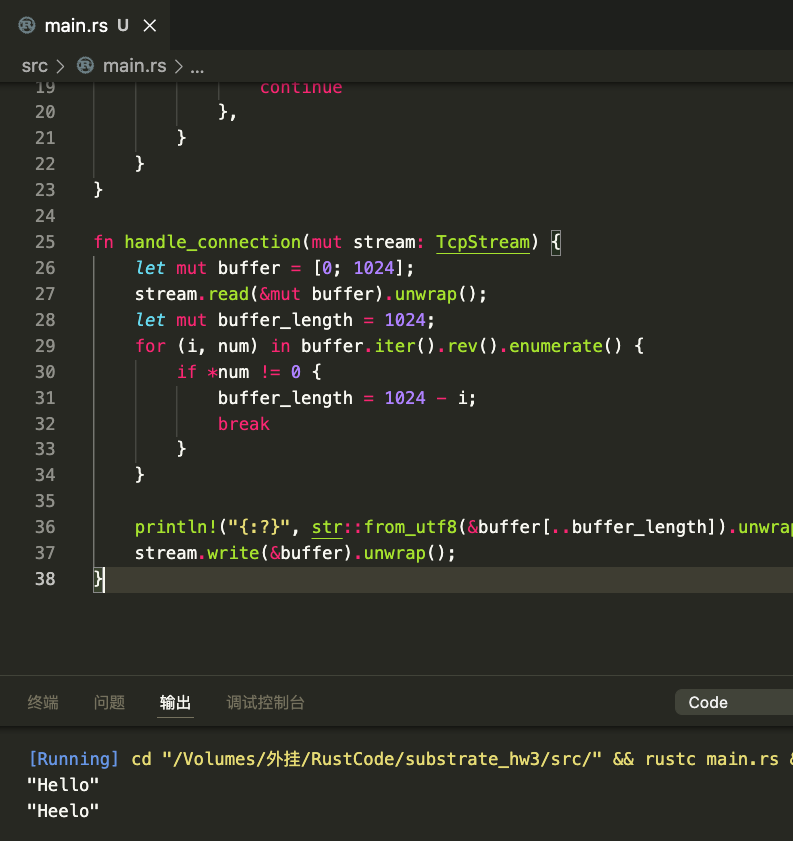 main.rs U
src > main.rs > ...
19 continue
20 },
21 }
22 }
23 }
24
25 fn handle_connection(mut stream: TcpStream) {
26 let mut buffer = [0; 1024];
27 stream.read(&mut buffer).unwrap();
28 let mut buffer_length = 1024;
29 for (i, num) in buffer.iter().rev().enumerate() {
30 if *num != 0 {
31 buffer_length = 1024 - i;
32 break
33 }
34 }
35
36 println!("{:?}", str::from_utf8(&buffer[..buffer_length]).unwrap
37 stream.write(&buffer).unwrap();
38 }
终端 问题 输出 调试控制台 Code
[Running] cd "/Volumes/外挂/RustCode/substrate_hw3/src/" && rustc main.rs &
"Hello"
"Heelo"